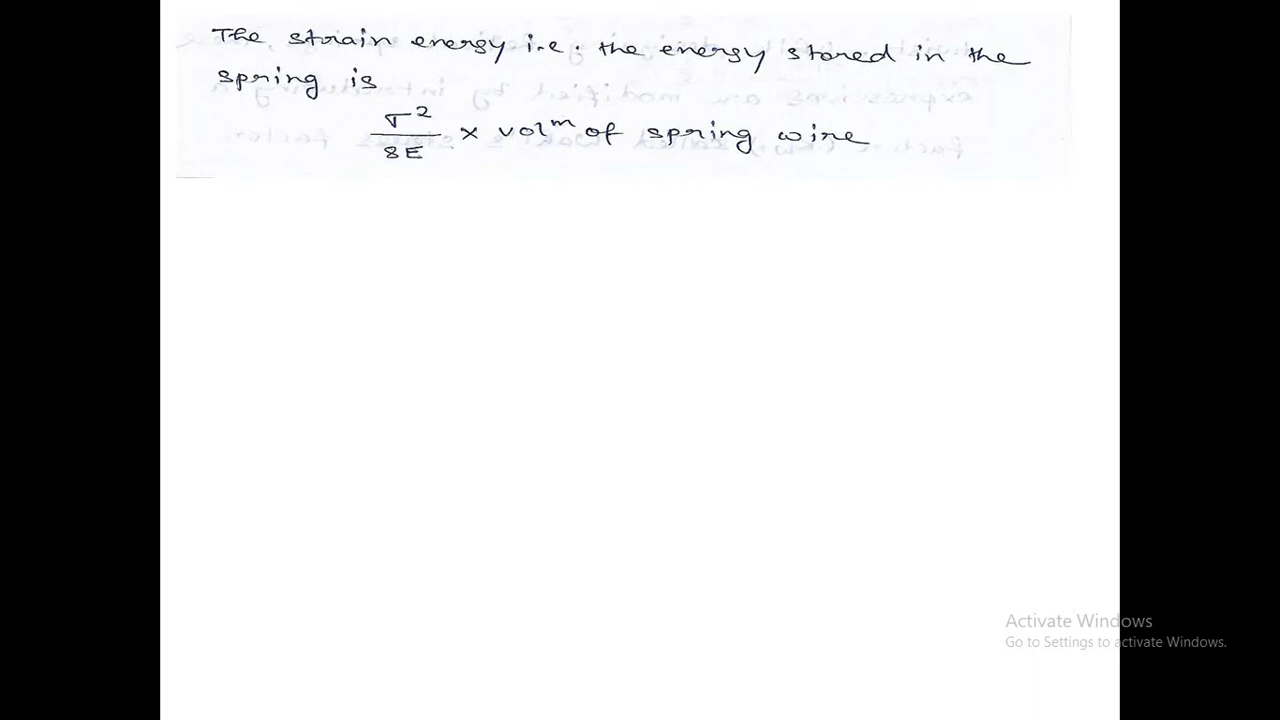 The strain energy i.e. the energy stored in the
spring is
σ²
8E × volᵐ of spring wire
Activate Windows
Go to Settings to activate Windows.